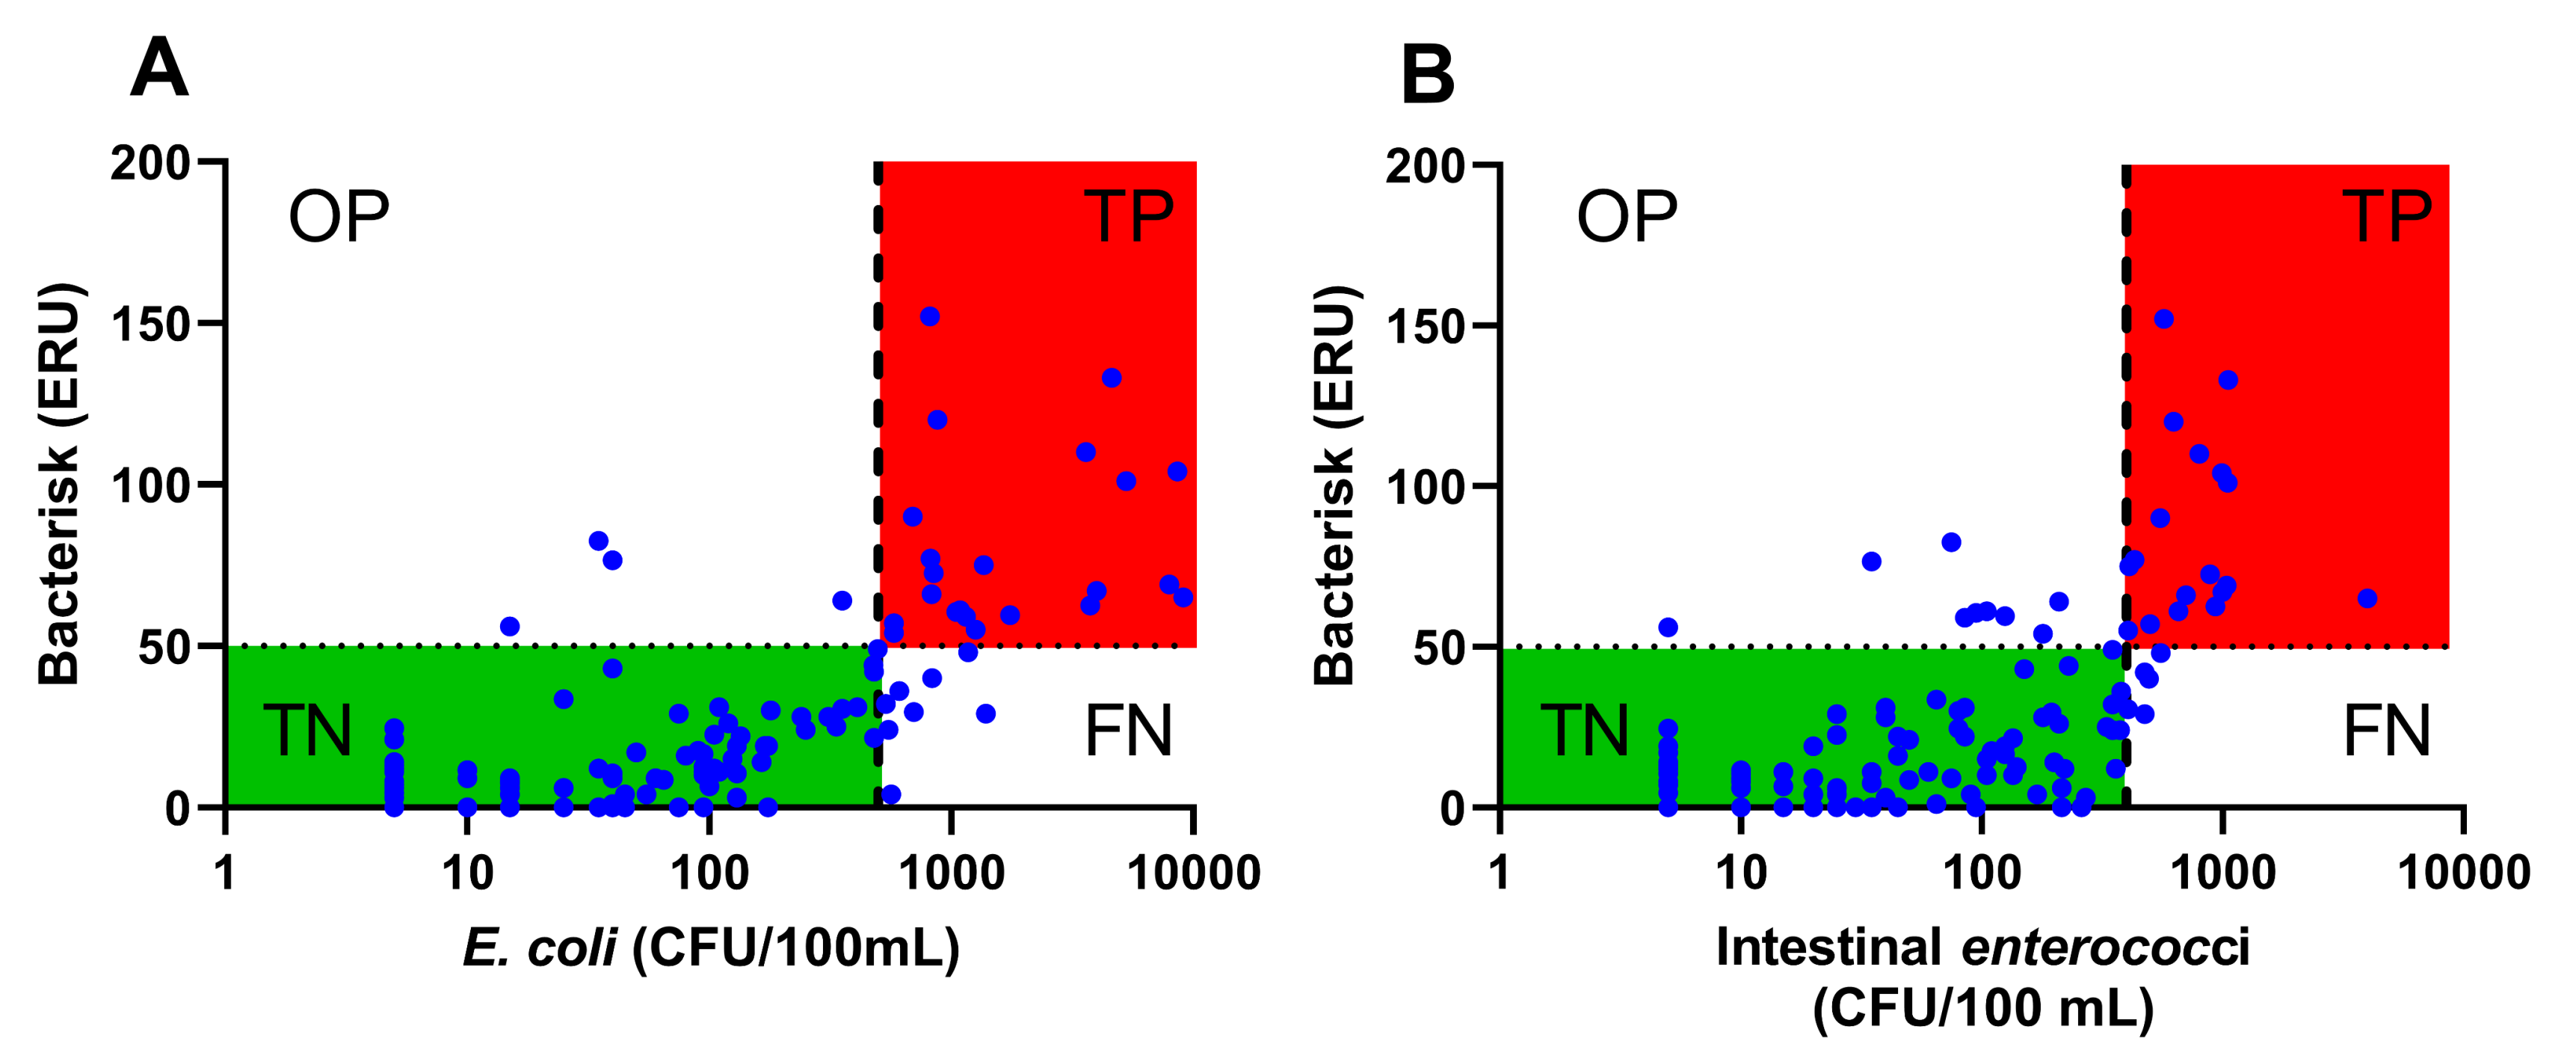 A
200
150
100
50
0
Bacterisk (ERU)
OP
TP
TN
FN
1
10
100
1000
10000
E. coli (CFU/100mL)
B
200
150
100
50
0
Bacterisk (ERU)
OP
TP
TN
FN
1
10
100
1000
10000
Intestinal enterococci
(CFU/100 mL)